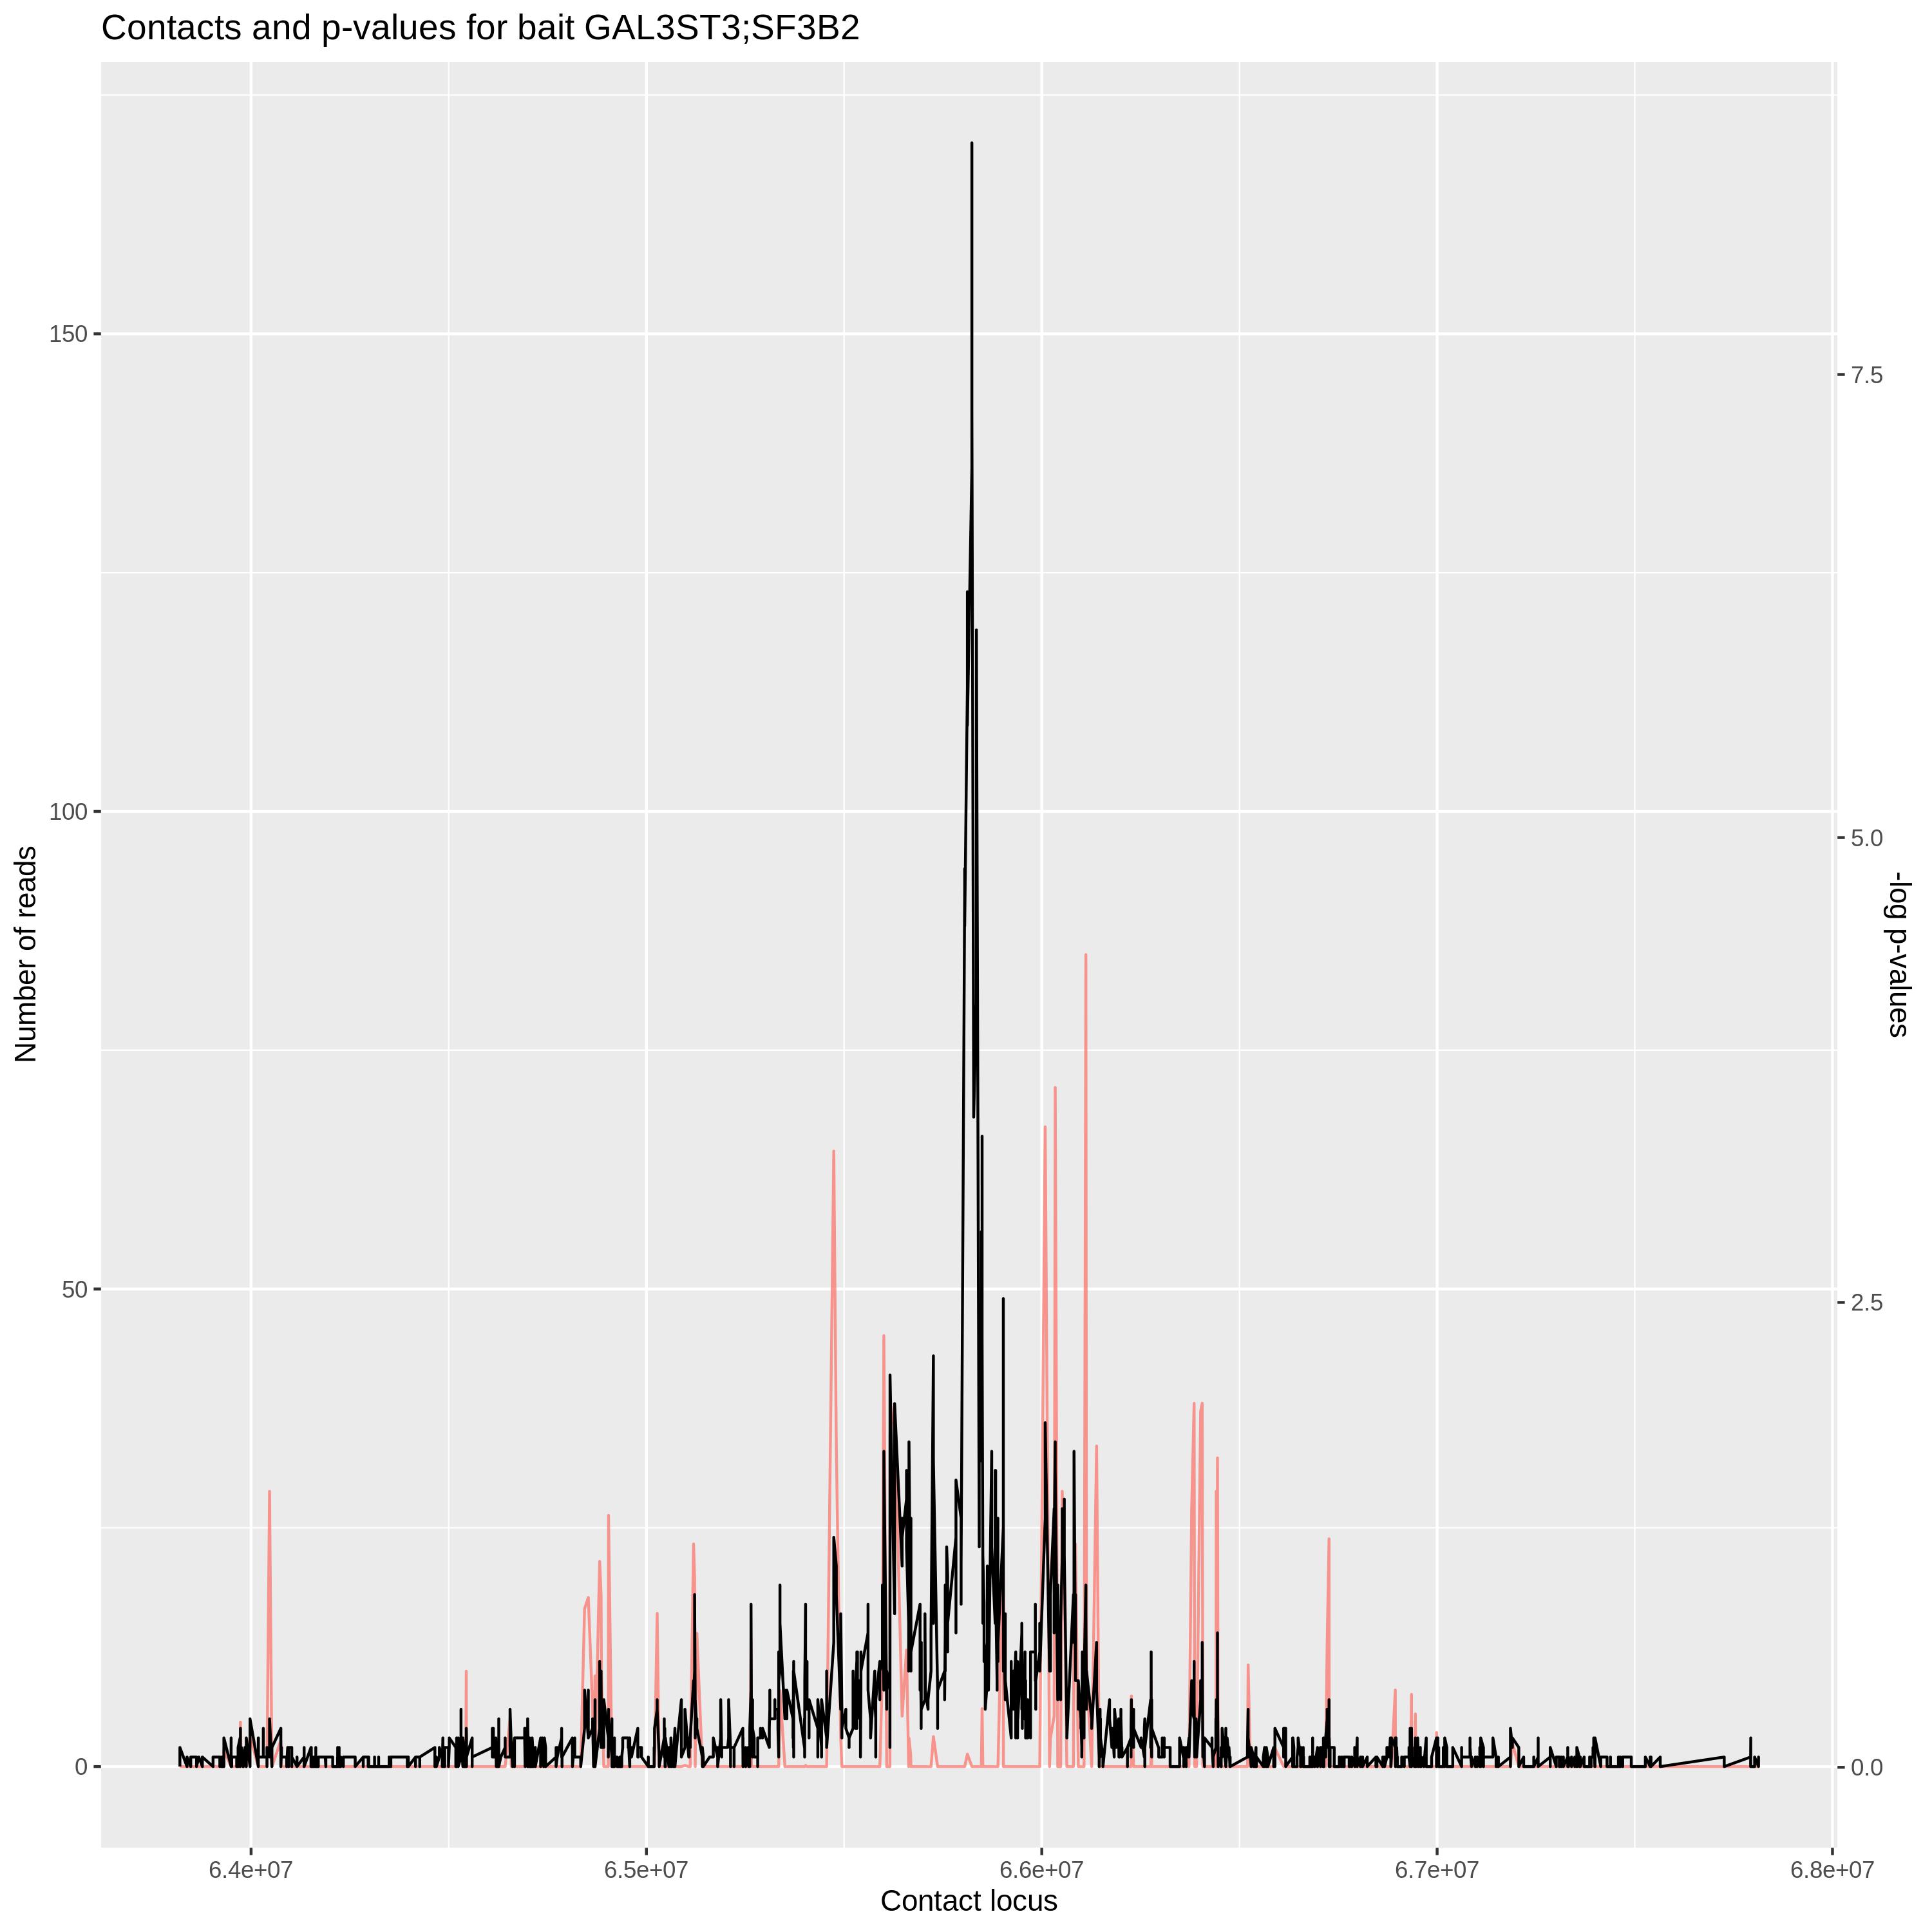 Contacts and p-values for bait GAL3ST3;SF3B2
150
100
50
0
Number of reads
7.5
5.0
2.5
0.0
-log p-values
6.4e+07
6.5e+07
6.6e+07
6.7e+07
6.8e+07
Contact locus